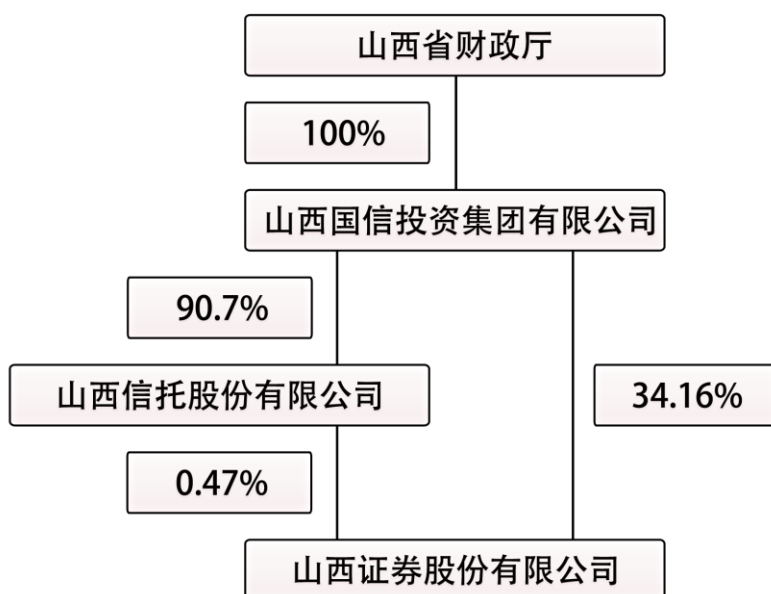 山西省财政厅
100%
山西国信投资集团有限公司
90.7%
山西信托股份有限公司
34.16%
0.47%
山西证券股份有限公司